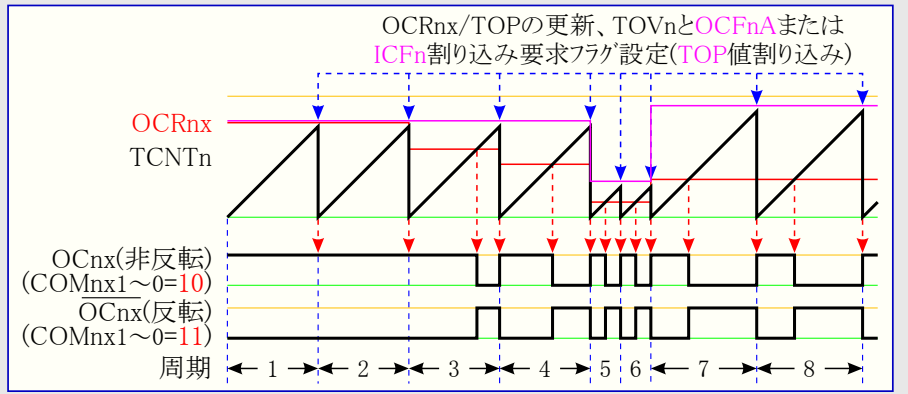 OCRnx/TOPの更新、TOVnとOCFnAまたは
ICFn割り込み要求フラグ設定(TOP値割り込み)
OCRnx
TCNTn
OCnx(非反転)
(COMnx1～0=10)
OCnx(反転)
(COMnx1～0=11)
周期 1 2 3 4 5 6 7 8